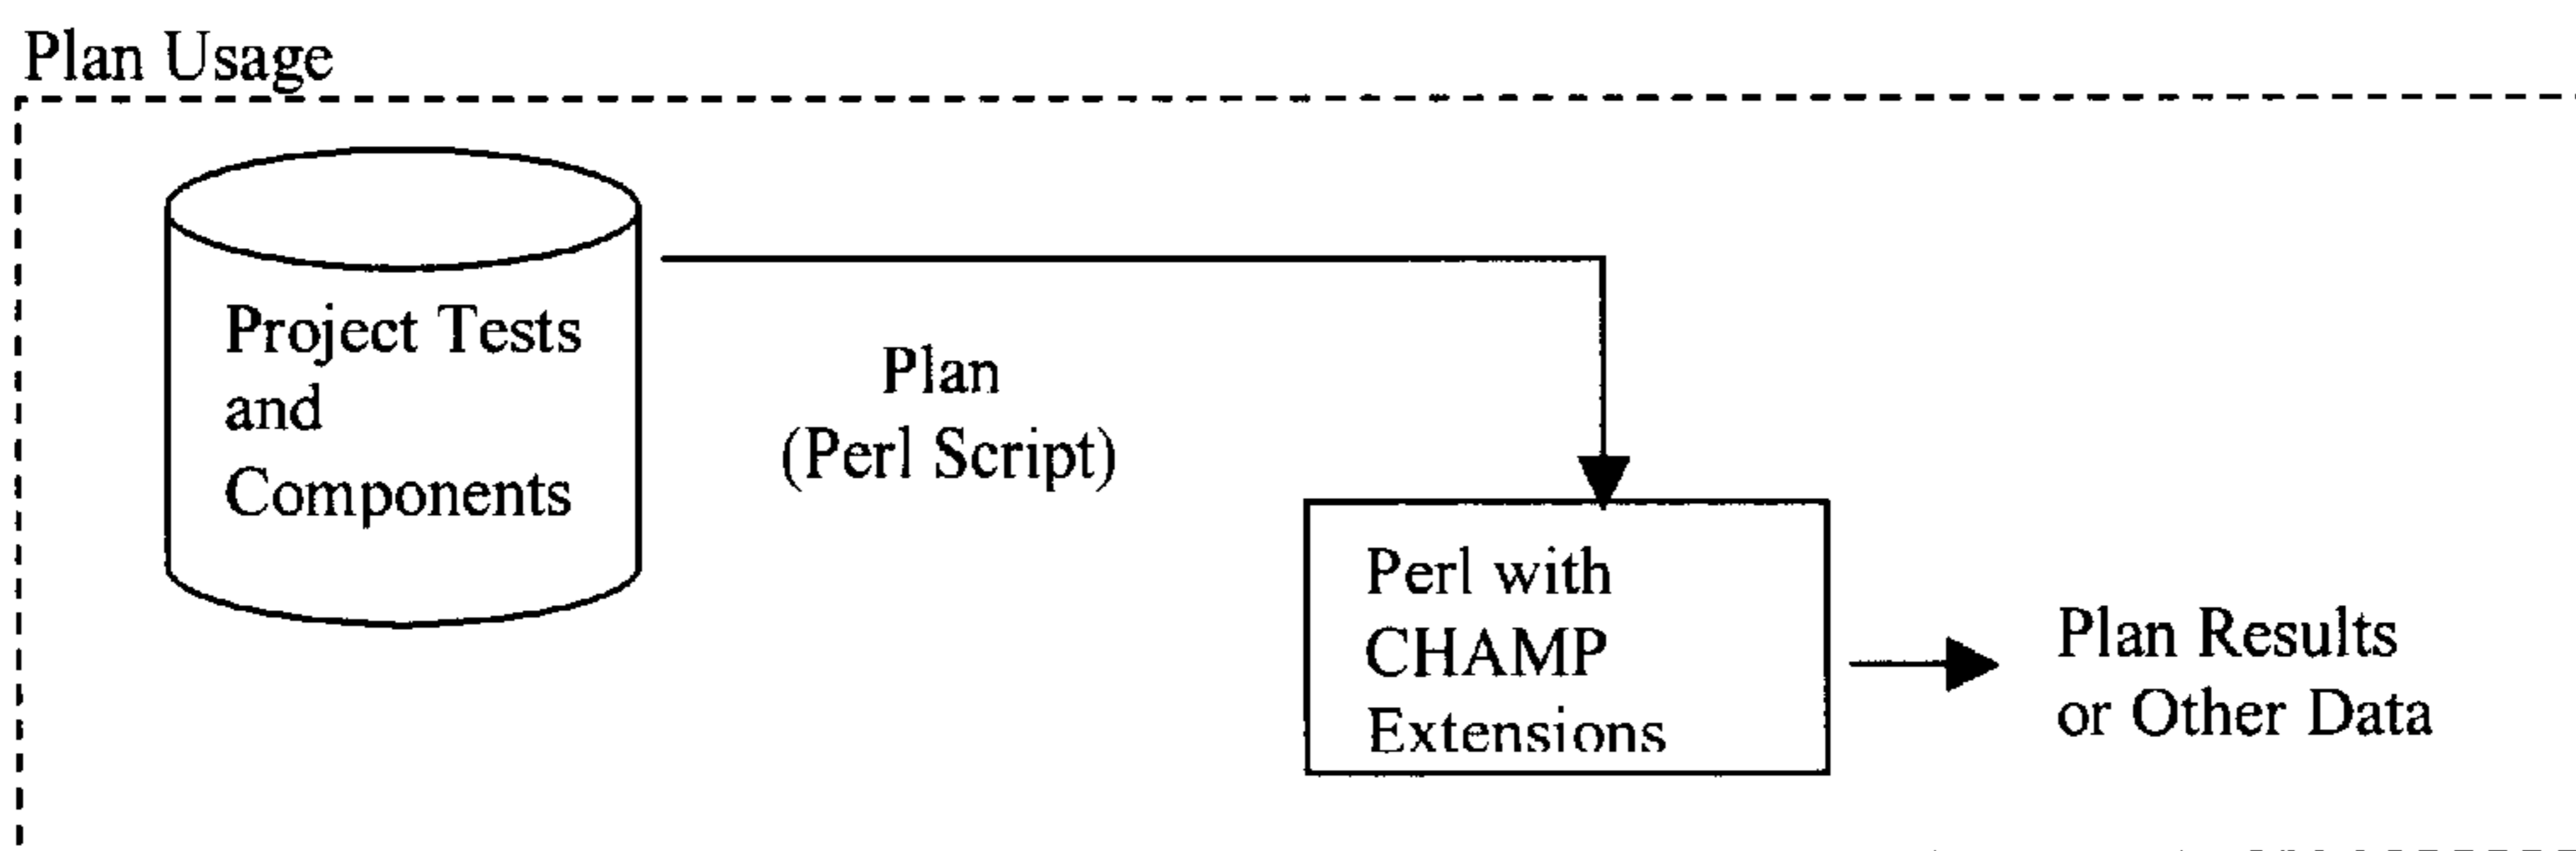 Plan Usage
Project Tests
and
Components
Plan
(Perl Script)
Perl with
CHAMP
Extensions
Plan Results
or Other Data